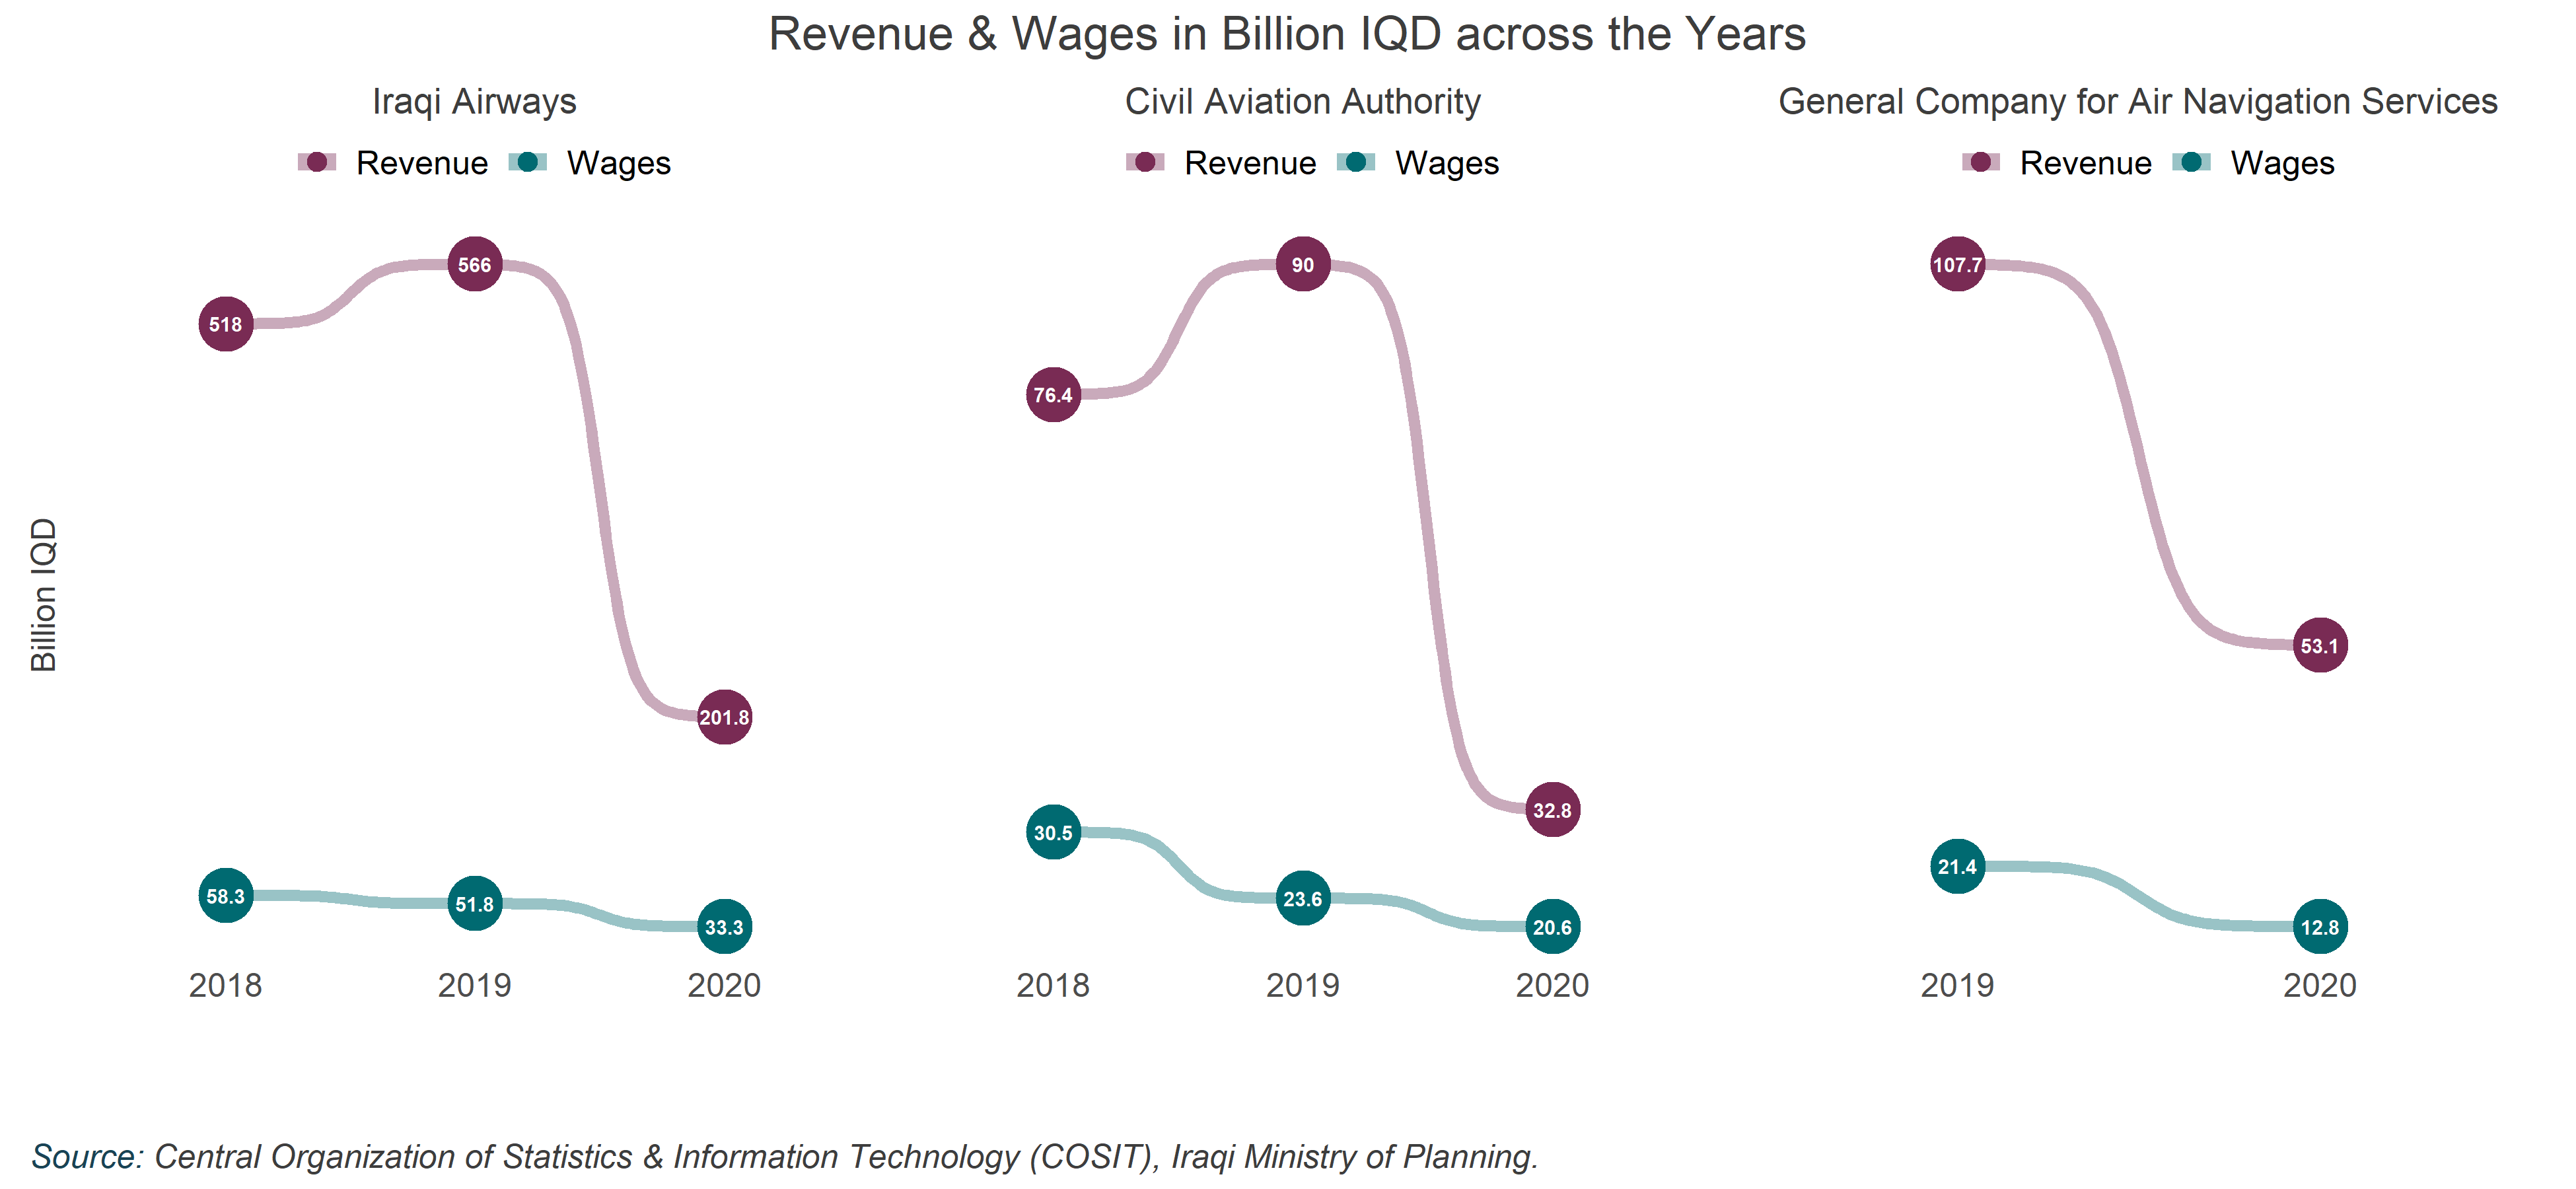 Revenue & Wages in Billion IQD across the Years
Iraqi Airways
Revenue Wages
Billion IQD
518
566
201.8
58.3
51.8
33.3
2018 2019 2020
Civil Aviation Authority
Revenue Wages
76.4
90
32.8
30.5
23.6
20.6
2018 2019 2020
General Company for Air Navigation Services
Revenue Wages
107.7
53.1
21.4
12.8
2019 2020
Source: Central Organization of Statistics & Information Technology (COSIT), Iraqi Ministry of Planning.